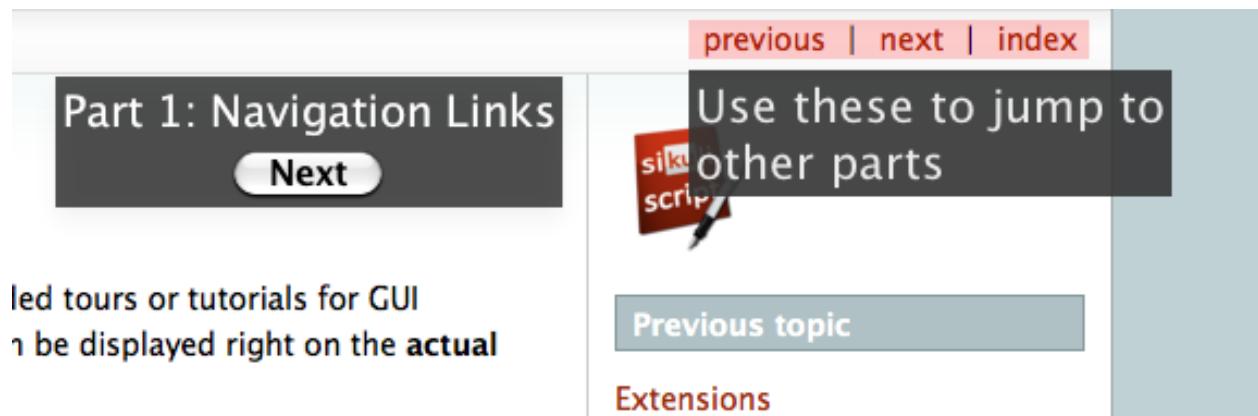 previous | next | index
Part 1: Navigation Links
Next
Use these to jump to
other parts
script
led tours or tutorials for GUI
be displayed right on the actual
Previous topic
Extensions